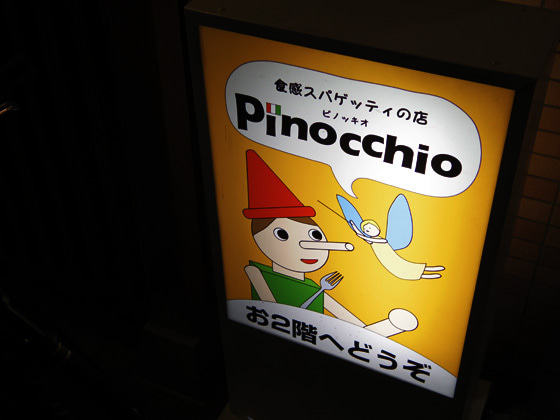 食感スパゲッティの店
ピノッキオ
Pinocchio
お2階へどうぞ